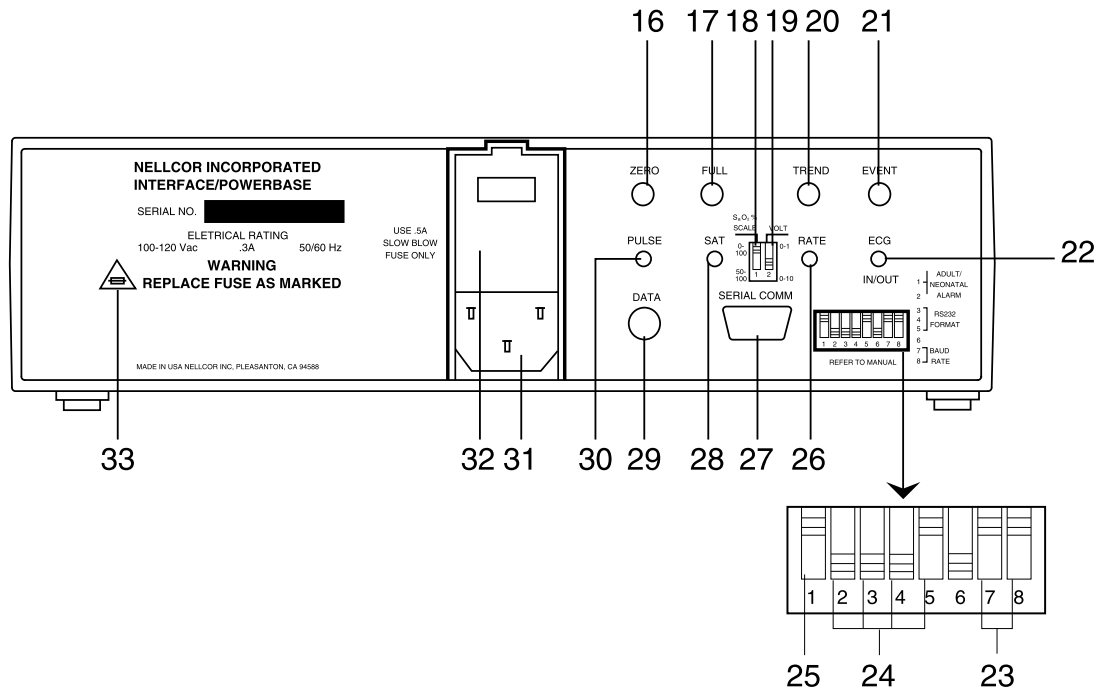 16 17 18 19 20 21
NELLCOR INCORPORATED
INTERFACE/POWERBASE
SERIAL NO.
ELETRICAL RATING
100-120 Vac .3A 50/60 Hz
WARNING
REPLACE FUSE AS MARKED
MADE IN USA NELLCOR INC, PLEASANTON, CA 94588
USE .5A
SLOW BLOW
FUSE ONLY
ZERO FULL TREND EVENT
SₐO₂%
SCALE VOLT
PULSE SAT RATE ECG
0-
100
0-1
50-
100
0-10
1 2
IN/OUT
22
DATA
SERIAL COMM
1 ADULT/
NEONATAL
2 ALARM
3
4 RS232
5 FORMAT
6
7 BAUD
8 RATE
1 2 3 4 5 6 7 8
REFER TO MANUAL
33 32 31 30 29 28 27 26
1 2 3 4 5 6 7 8
25 24 23